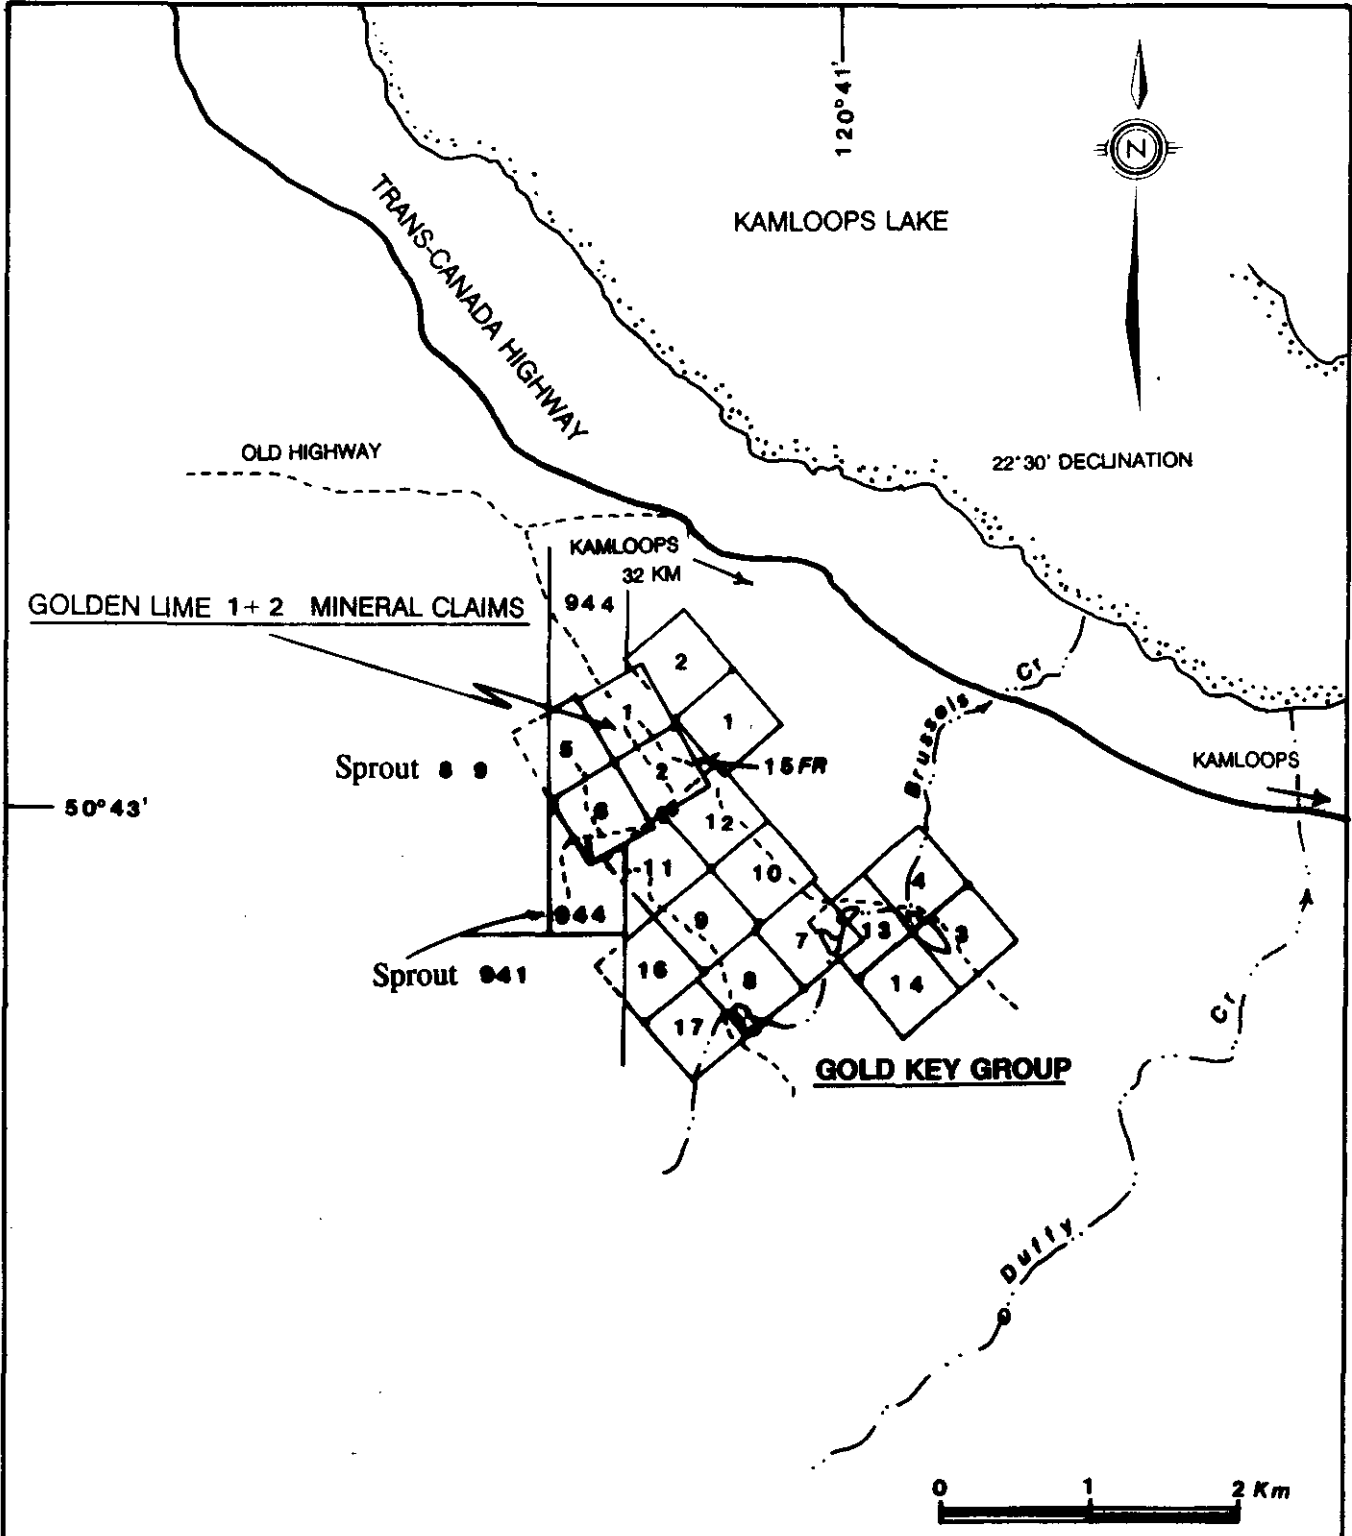 120°41'
N
KAMLOOPS LAKE
TRANS-CANADA HIGHWAY
OLD HIGHWAY
22°30' DECLINATION
KAMLOOPS
32 KM
GOLDEN LIME 1+2 MINERAL CLAIMS
944
2
Cr
1
1
Brussels
5
Sprout 8 9
2
15FR
KAMLOOPS
50°43'
6
12
11
10
4
944
9
7
13
3
Sprout 941
16
8
14
17
Cr
GOLD KEY GROUP
Duffy
0 1 2 Km